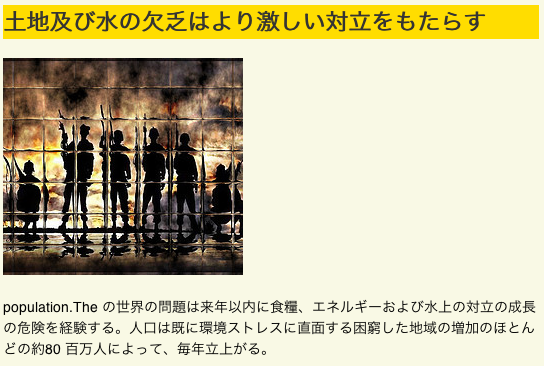 土地及び水の欠乏はより激しい対立をもたらす
population.The の世界の問題は来年以内に食糧、エネルギーおよび水上の対立の成長
の危険を経験する。人口は既に環境ストレスに直面する困窮した地域の増加のほとん
どの約80 百万人によって、毎年立上がる。